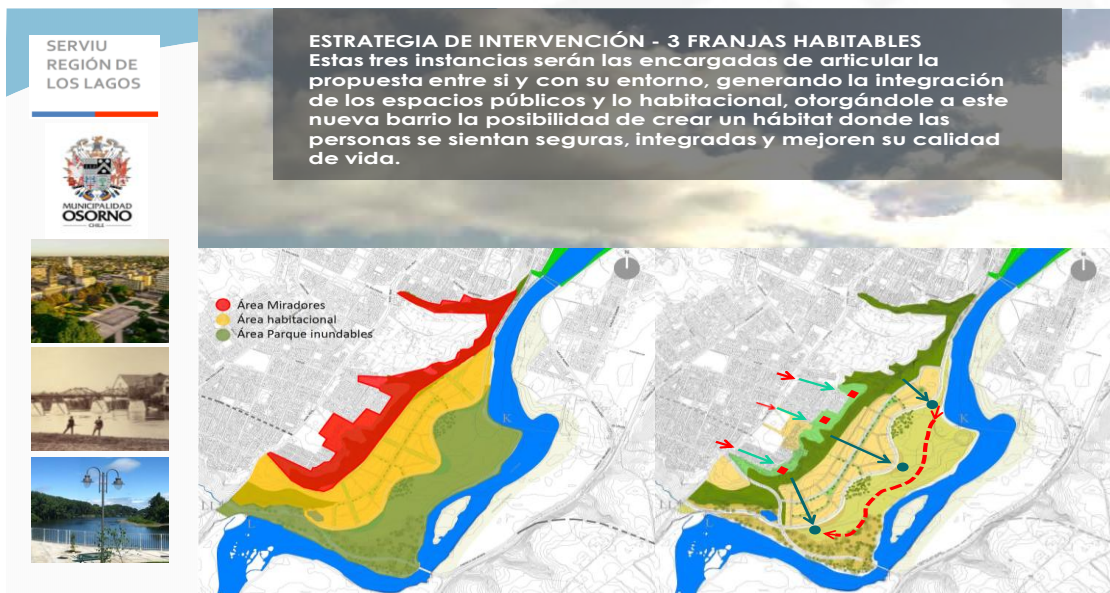 SERVIU
REGIÓN DE
LOS LAGOS
MUNICIPALIDAD
OSORNO
CHILE
ESTRATEGIA DE INTERVENCIÓN - 3 FRANJAS HABITABLES
Estas tres instancias serán las encargadas de articular la
propuesta entre si y con su entorno, generando la integración
de los espacios públicos y lo habitacional, otorgándole a este
nueva barrio la posibilidad de crear un hábitat donde las
personas se sientan seguras, integradas y mejoren su calidad
de vida.
Área Miradores
Área habitacional
Área Parque inundables
K
L
K
L